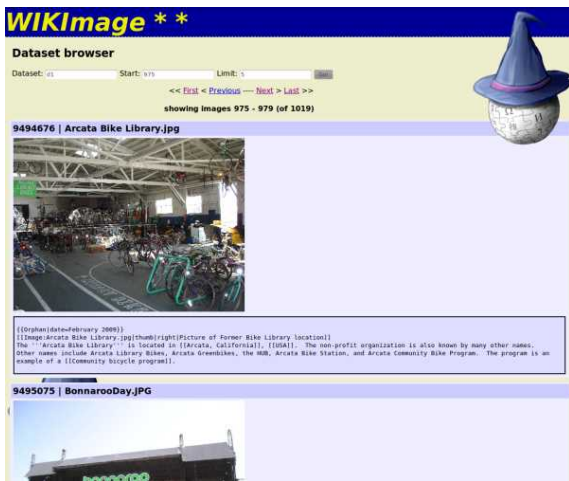 WIKImage * *
Dataset browser
Dataset: d1 Start: 975 Limit: 5
<< First < Previous ---- Next > Last >>
showing images 975 - 979 (of 1019)
9494676 | Arcata Bike Library.jpg
{{Orphan|date=February 2009}}
[[Image:Arcata Bike Library.jpg|thumb|right|Picture of Former Bike Library location]]
The '''Arcata Bike Library''' is located in [[Arcata, California]], [[USA]].  The non-profit organization is also known by many other names.
Other names include Arcata Library Bikes, Arcata Greenbikes, the HUB, Arcata Bike Station, and Arcata Community Bike Program.  The program is an
example of a [[Community bicycle program]].
9495075 | BonnarooDay.JPG
bonnaroo